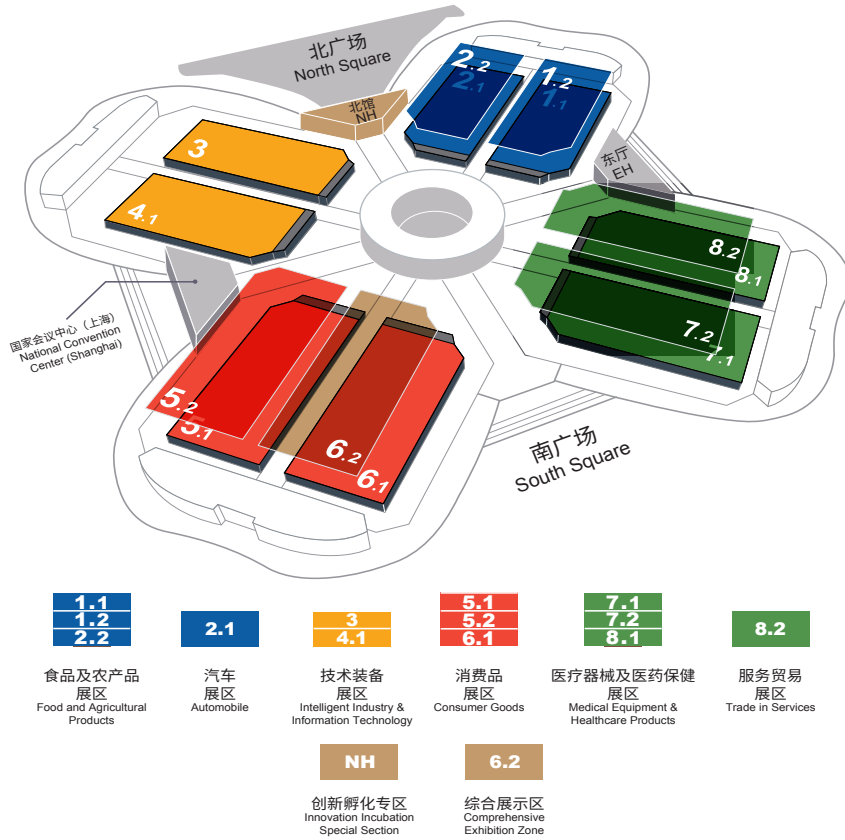 北广场
North Square
北馆
NH
2.2
2.1
1.2
1.1
东厅
EH
3
4.1
8.2
8.1
7.2
7.1
国家会议中心（上海）
National Convention
Center (Shanghai)
5.2
5.1
6.2
6.1
南广场
South Square
1.1
1.2
2.2
食品及农产品
展区
Food and Agricultural
Products
2.1
汽车
展区
Automobile
3
4.1
技术装备
展区
Intelligent Industry &
Information Technology
5.1
5.2
6.1
消费品
展区
Consumer Goods
7.1
7.2
8.1
医疗器械及医药保健
展区
Medical Equipment &
Healthcare Products
8.2
服务贸易
展区
Trade in Services
NH
创新孵化专区
Innovation Incubation
Special Section
6.2
综合展示区
Comprehensive
Exhibition Zone